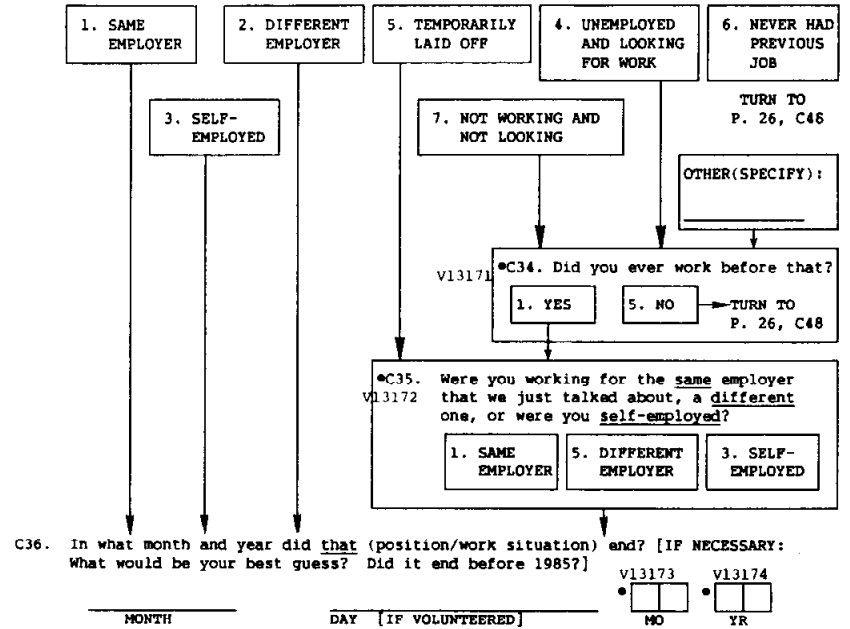 1. SAME
EMPLOYER
2. DIFFERENT
EMPLOYER
5. TEMPORARILY
LAID OFF
4. UNEMPLOYED
AND LOOKING
FOR WORK
6. NEVER HAD
PREVIOUS
JOB
TURN TO
P. 26, C48
3. SELF-
EMPLOYED
7. NOT WORKING AND
NOT LOOKING
OTHER(SPECIFY):
V13171
•C34. Did you ever work before that?
1. YES
5. NO
TURN TO
P. 26, C48
•C35. Were you working for the same employer
V13172 that we just talked about, a different
one, or were you self-employed?
1. SAME
EMPLOYER
5. DIFFERENT
EMPLOYER
3. SELF-
EMPLOYED
C36. In what month and year did that (position/work situation) end? [IF NECESSARY:
What would be your best guess? Did it end before 1985?]
V13173
V13174
MONTH
DAY [IF VOLUNTEERED]
MO
YR